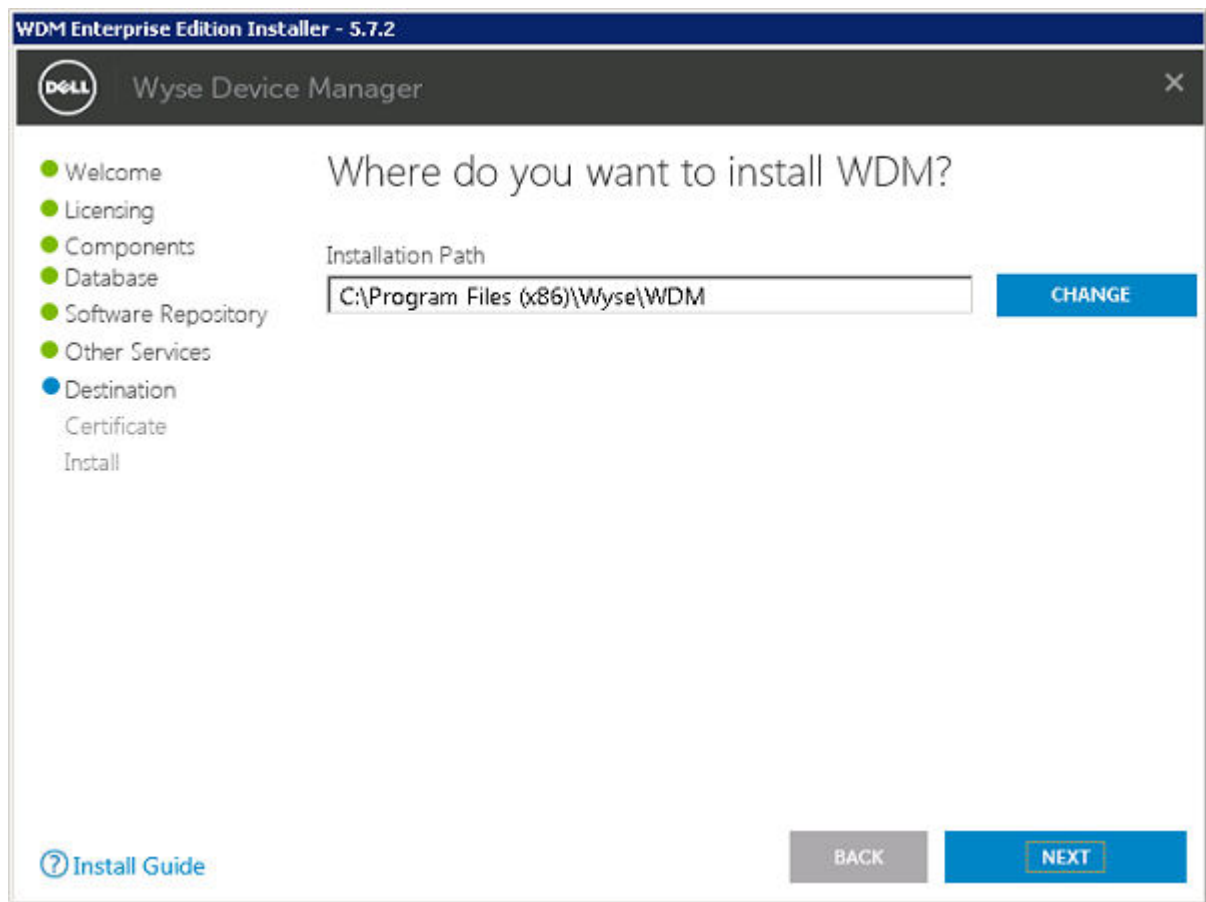 WDM Enterprise Edition Installer - 5.7.2
DELL Wyse Device Manager
Welcome
Licensing
Components
Database
Software Repository
Other Services
Destination
Certificate
Install
Where do you want to install WDM?
Installation Path
C:\Program Files (x86)\Wyse\WDM
CHANGE
? Install Guide
BACK
NEXT